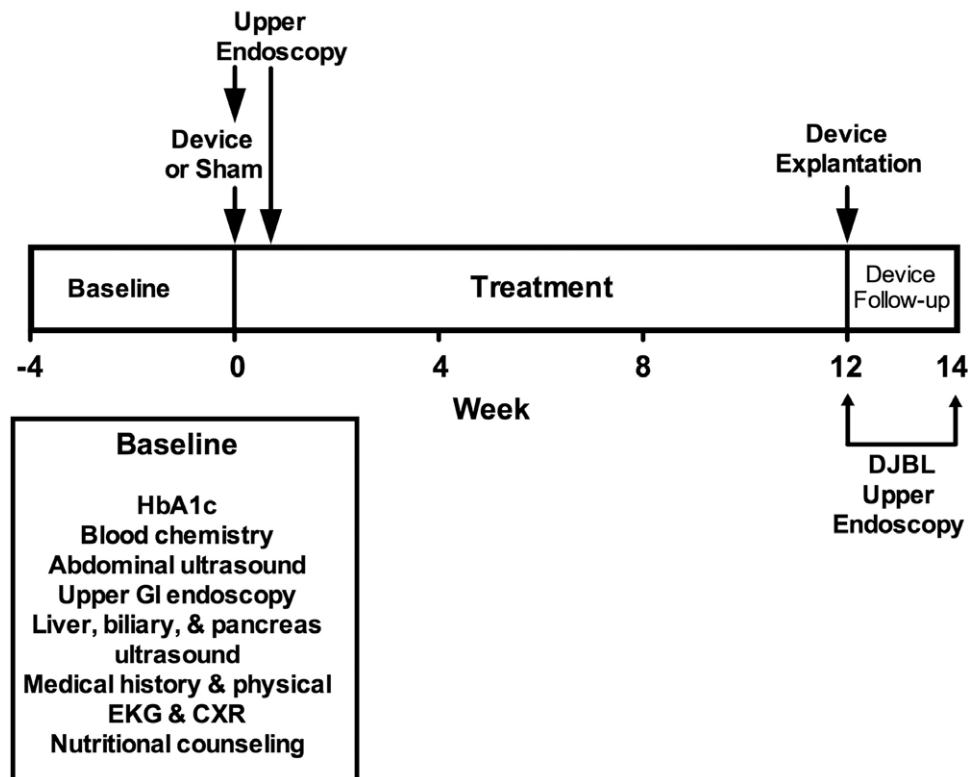 Upper
Endoscopy
Device
or Sham
Device
Explantation
Baseline
Treatment
Device
Follow-up
-4
0
4
8
12
14
Week
Baseline
HbA1c
Blood chemistry
Abdominal ultrasound
Upper GI endoscopy
Liver, biliary, & pancreas
ultrasound
Medical history & physical
EKG & CXR
Nutritional counseling
DJBL
Upper
Endoscopy